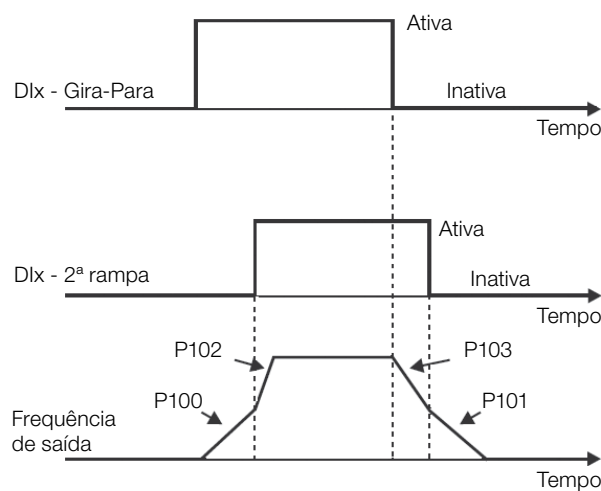 Ativa
DIx - Gira-Para
Inativa
Tempo
Ativa
DIx - 2ª rampa
Inativa
Tempo
P102
P103
P100
P101
Frequência
de saída
Tempo